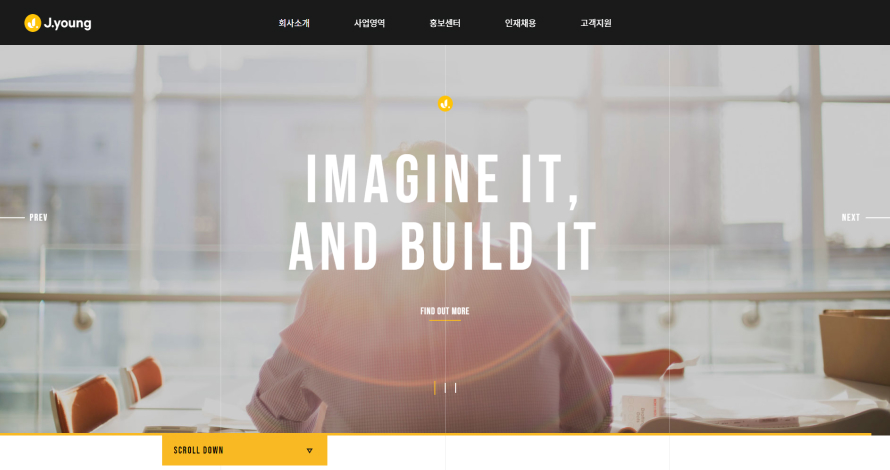 J.young
회사소개 사업영역 홍보센터 인재채용 고객지원
IMAGINE IT,
AND BUILD IT
PREV
NEXT
FIND OUT MORE
SCROLL DOWN